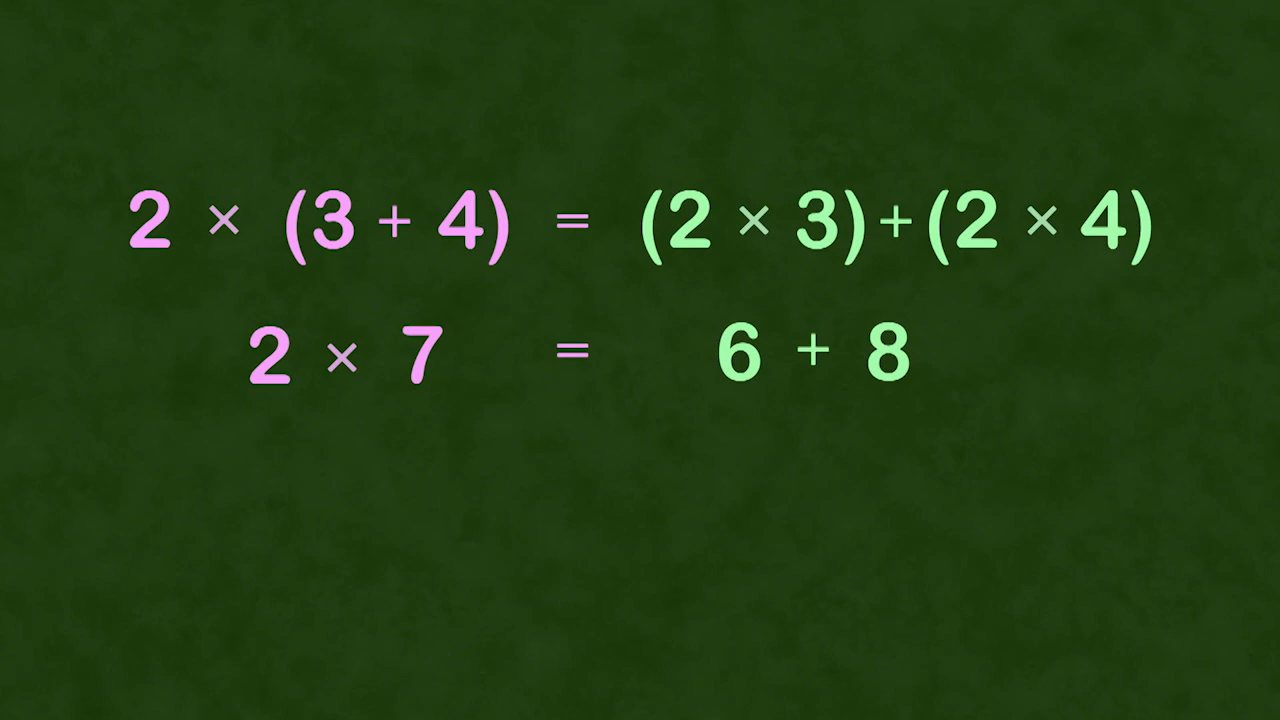 2 × (3 + 4) = (2 × 3) + (2 × 4)
2 × 7 = 6 + 8